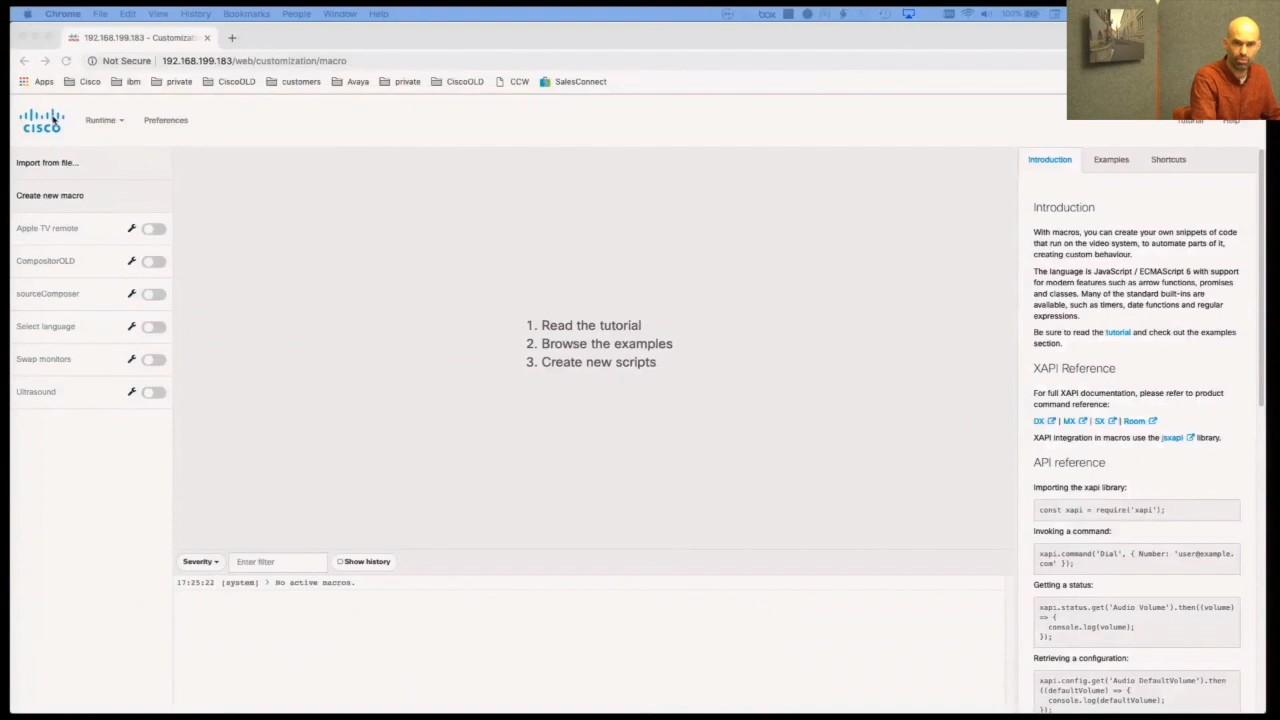 Chrome File Edit View History Bookmarks People Window Help
box 100%
192.168.199.183 - Customizati
Not Secure 192.168.199.183/web/customization/macro
Apps Cisco ibm private CiscoOLD customers Avaya private CiscoOLD CCW SalesConnect
CISCO
Runtime Preferences Tutorial Help
Import from file...
Create new macro
Apple TV remote
CompositorOLD
sourceComposer
Select language
Swap monitors
Ultrasound
1. Read the tutorial
2. Browse the examples
3. Create new scripts
Severity Enter filter Show history
17:25:22 [system] > No active macros.
Introduction Examples Shortcuts
Introduction
With macros, you can create your own snippets of code
that run on the video system, to automate parts of it,
creating custom behaviour.
The language is JavaScript / ECMAScript 6 with support
for modern features such as arrow functions, promises
and classes. Many of the standard built-ins are
available, such as timers, date functions and regular
expressions.
Be sure to read the tutorial and check out the examples
section.
XAPI Reference
For full XAPI documentation, please refer to product
command reference:
DX | MX | SX | Room
XAPI integration in macros use the jsxapi library.
API reference
Importing the xapi library:
const xapi = require('xapi');
Invoking a command:
xapi.command('Dial', { Number: 'user@example.
com' });
Getting a status:
xapi.status.get('Audio Volume').then((volume)
=> {
console.log(volume);
});
Retrieving a configuration:
xapi.config.get('Audio DefaultVolume').then
((defaultVolume) => {
console.log(defaultVolume);
});